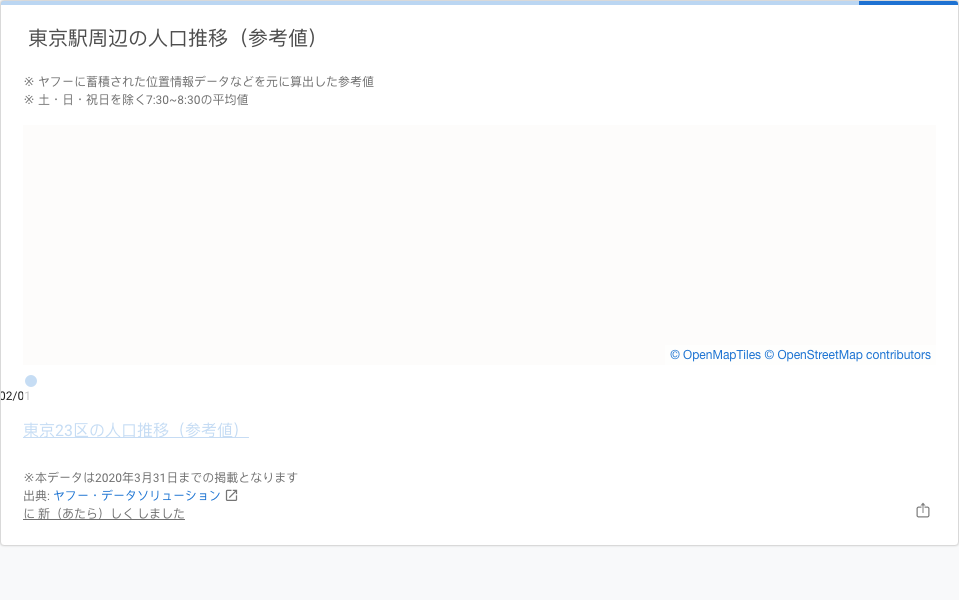 東京駅周辺の人口推移（参考値）
※ ヤフーに蓄積された位置情報データなどを元に算出した参考値
※ 土・日・祝日を除く7:30~8:30の平均値
© OpenMapTiles © OpenStreetMap contributors
02/01
東京23区の人口推移（参考値）
※本データは2020年3月31日までの掲載となります
出典: ヤフー・データソリューション
に 新（あたら）しく しました